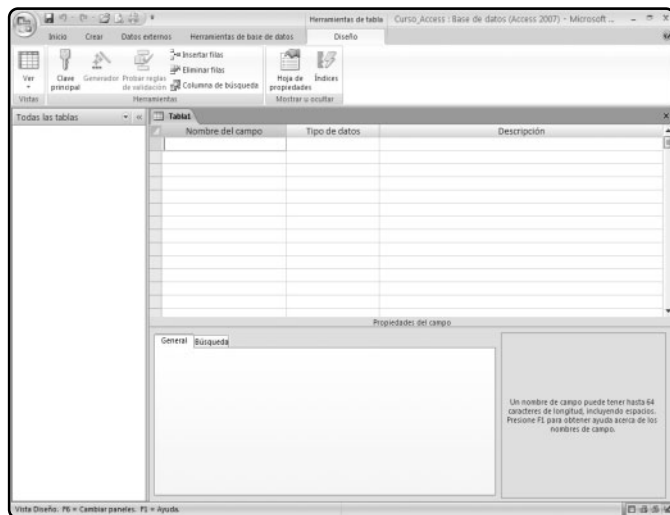 Herramientas de tabla Curso_Access : Base de datos (Access 2007) - Microsoft ...
Inicio Crear Datos externos Herramientas de base de datos Diseño
Ver
Clave principal
Generador
Probar reglas de validación
Insertar filas
Eliminar filas
Columna de búsqueda
Hoja de propiedades
Índices
Vistas Herramientas Mostrar u ocultar
Todas las tablas
Tabla1
Nombre del campo Tipo de datos Descripción
Propiedades del campo
General Búsqueda
Un nombre de campo puede tener hasta 64
caracteres de longitud, incluyendo espacios.
Presione F1 para obtener ayuda acerca de los
nombres de campo.
Vista Diseño. F6 = Cambiar paneles. F1 = Ayuda.